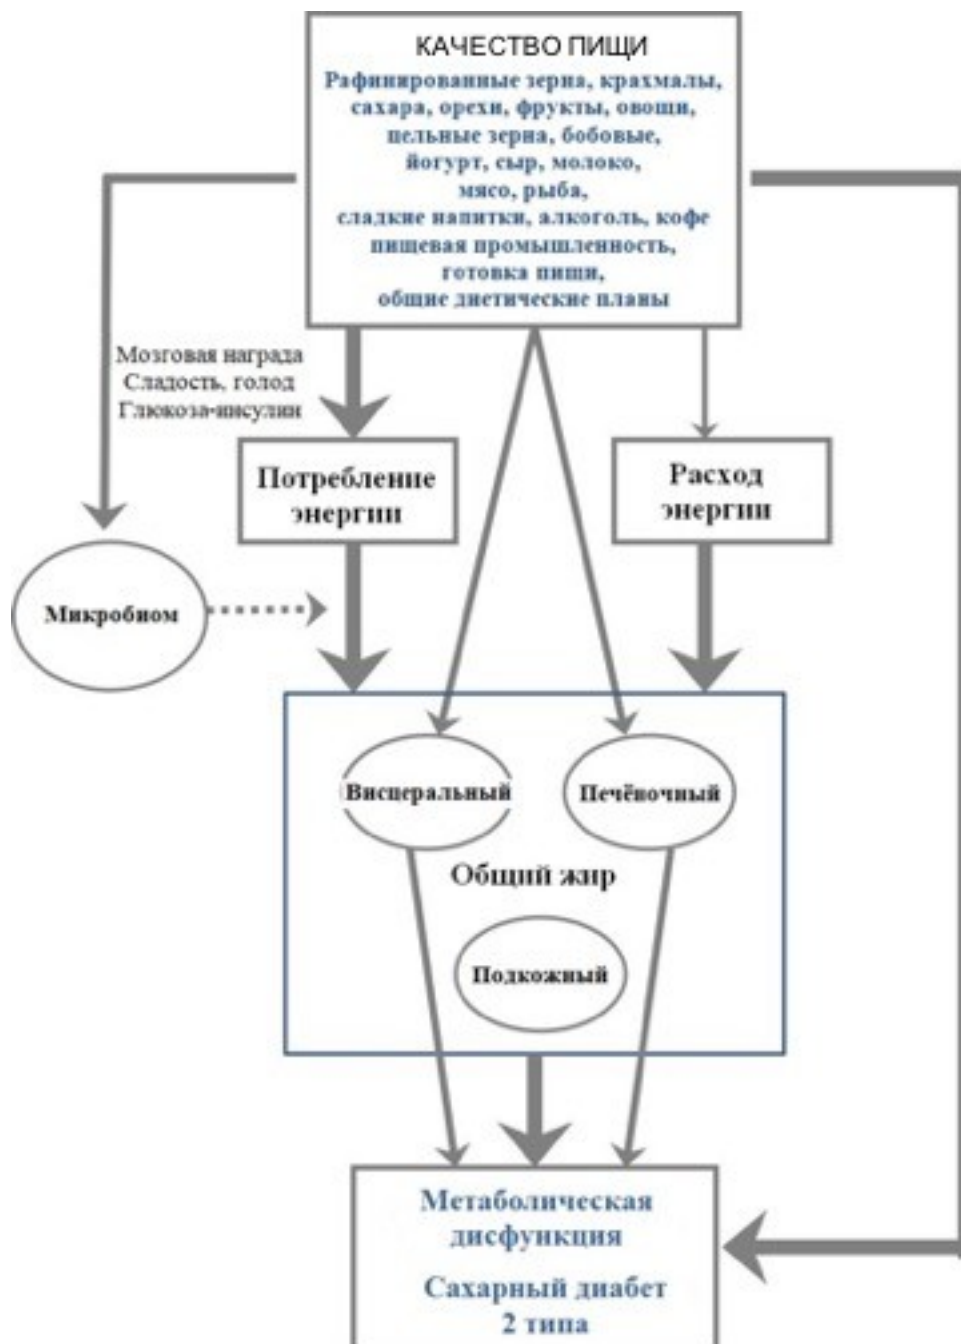 КАЧЕСТВО ПИЩИ
Рафинированные зерна, крахмалы,
сахара, орехи, фрукты, овощи,
цельные зерна, бобовые,
йогурт, сыр, молоко,
мясо, рыба,
сладкие напитки, алкоголь, кофе
пищевая промышленность,
готовка пищи,
общие диетические планы
Мозговая награда
Сладость, голод
Глюкоза-инсулин
Потребление
энергии
Расход
энергии
Микробиом
Висцеральный
Печёночный
Общий жир
Подкожный
Метаболическая
дисфункция
Сахарный диабет
2 типа